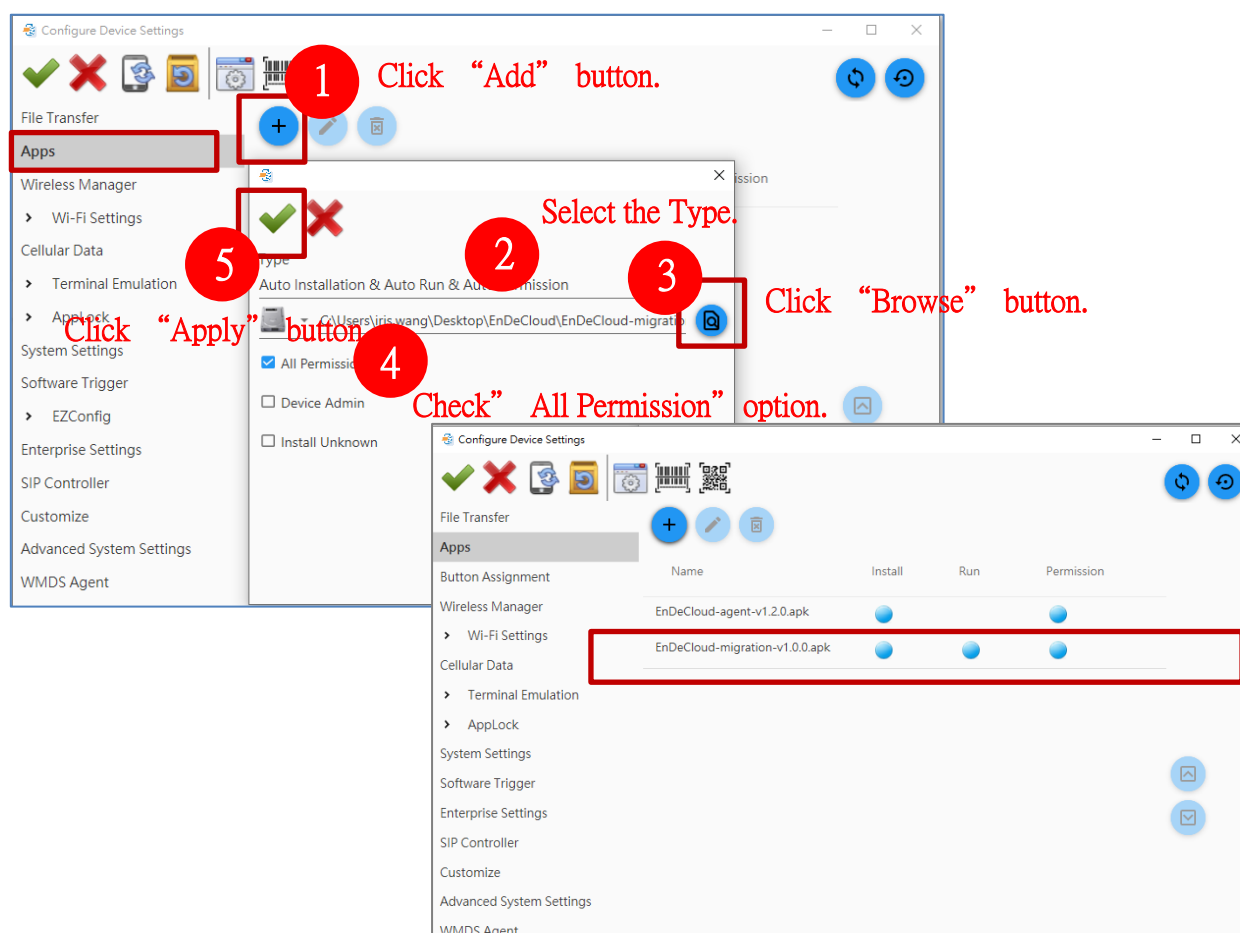 Configure Device Settings
1
Click “Add” button.
File Transfer
Apps
Wireless Manager
Wi-Fi Settings
Cellular Data
Terminal Emulation
AppLock
System Settings
Software Trigger
EZConfig
Enterprise Settings
SIP Controller
Customize
Advanced System Settings
WMDS Agent
ission
Select the Type.
2
3
5
Type
Auto Installation & Auto Run & Auto Permission
C:\Users\iris.wang\Desktop\EnDeCloud\EnDeCloud-migratio
Click “Browse” button.
Click “Apply” button
4
All Permission
Check” All Permission” option.
Device Admin
Install Unknown
Configure Device Settings
File Transfer
Apps
Button Assignment
Wireless Manager
Wi-Fi Settings
Cellular Data
Terminal Emulation
AppLock
System Settings
Software Trigger
Enterprise Settings
SIP Controller
Customize
Advanced System Settings
WMDS Agent
Name Install Run Permission
EnDeCloud-agent-v1.2.0.apk
EnDeCloud-migration-v1.0.0.apk